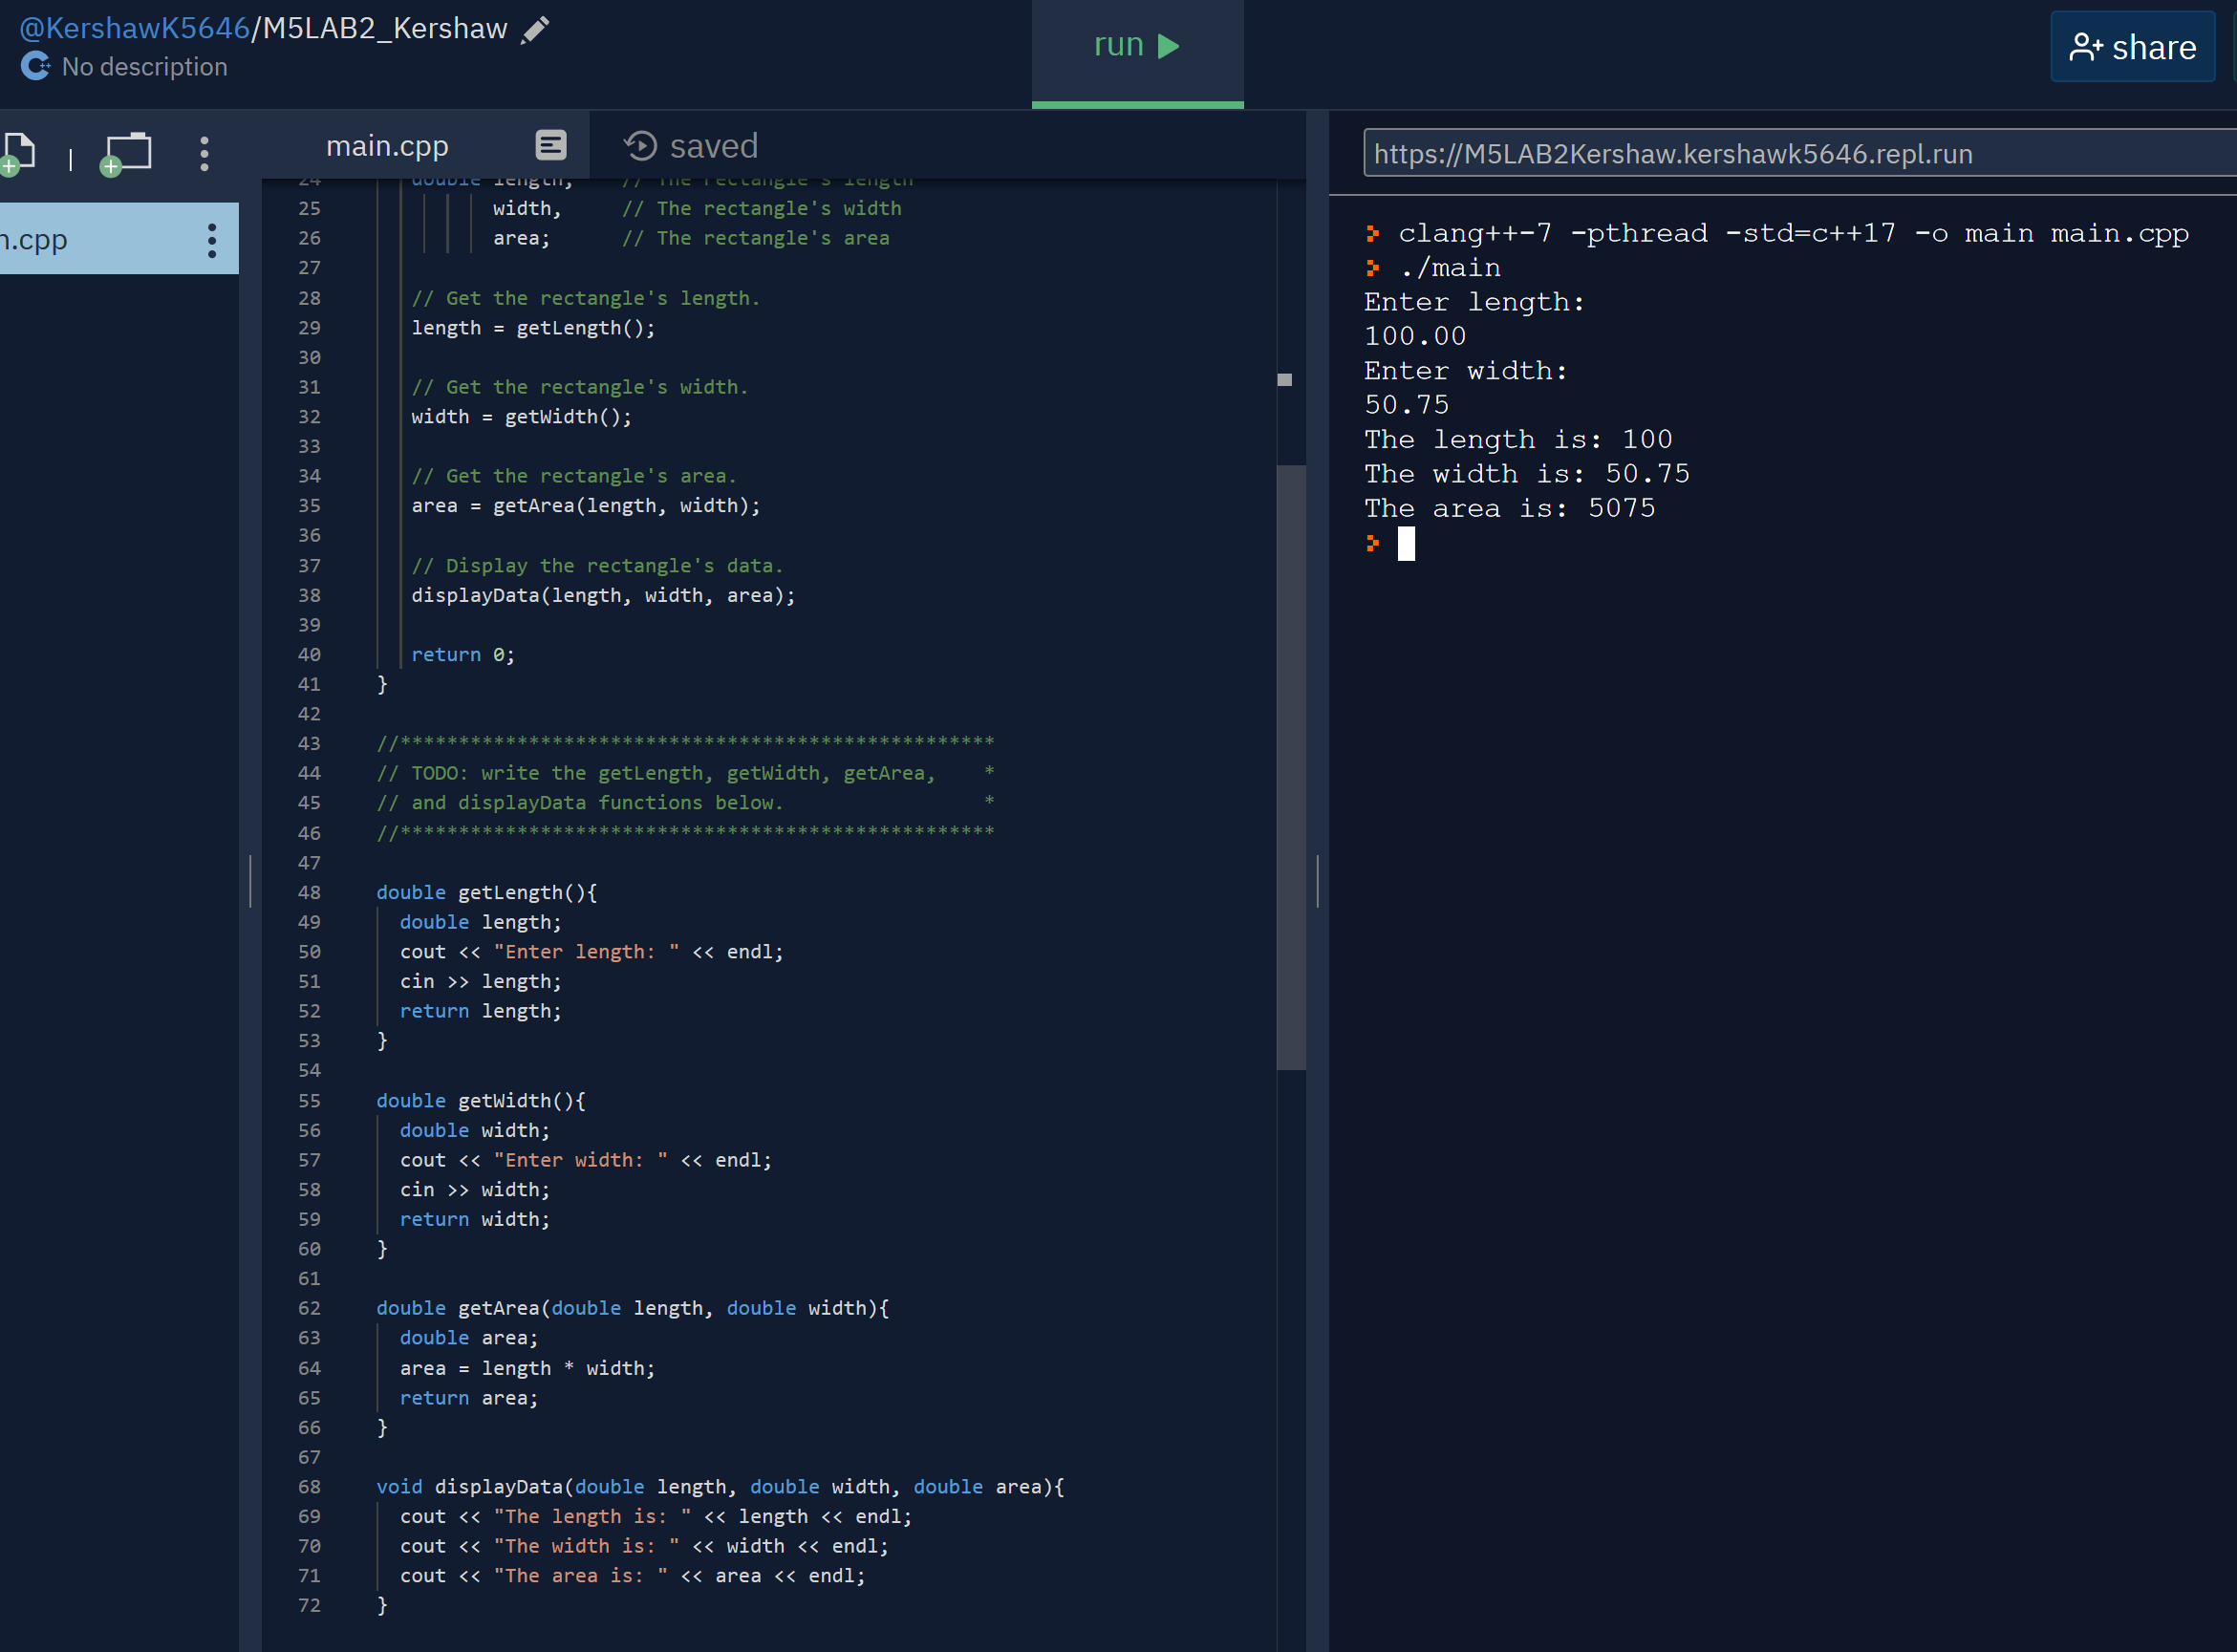 @KershawK5646/M5LAB2_Kershaw
No description
run
share
main.cpp
saved
n.cpp
https://M5LAB2Kershaw.kershawk5646.repl.run
24 double length; // The rectangle's length
25 width, // The rectangle's width
26 area; // The rectangle's area
27
28 // Get the rectangle's length.
29 length = getLength();
30
31 // Get the rectangle's width.
32 width = getWidth();
33
34 // Get the rectangle's area.
35 area = getArea(length, width);
36
37 // Display the rectangle's data.
38 displayData(length, width, area);
39
40 return 0;
41 }
42
43 //***************************************************
44 // TODO: write the getLength, getWidth, getArea, *
45 // and displayData functions below. *
46 //***************************************************
47
48 double getLength(){
49 double length;
50 cout << "Enter length: " << endl;
51 cin >> length;
52 return length;
53 }
54
55 double getWidth(){
56 double width;
57 cout << "Enter width: " << endl;
58 cin >> width;
59 return width;
60 }
61
62 double getArea(double length, double width){
63 double area;
64 area = length * width;
65 return area;
66 }
67
68 void displayData(double length, double width, double area){
69 cout << "The length is: " << length << endl;
70 cout << "The width is: " << width << endl;
71 cout << "The area is: " << area << endl;
72 }
clang++-7 -pthread -std=c++17 -o main main.cpp
./main
Enter length:
100.00
Enter width:
50.75
The length is: 100
The width is: 50.75
The area is: 5075